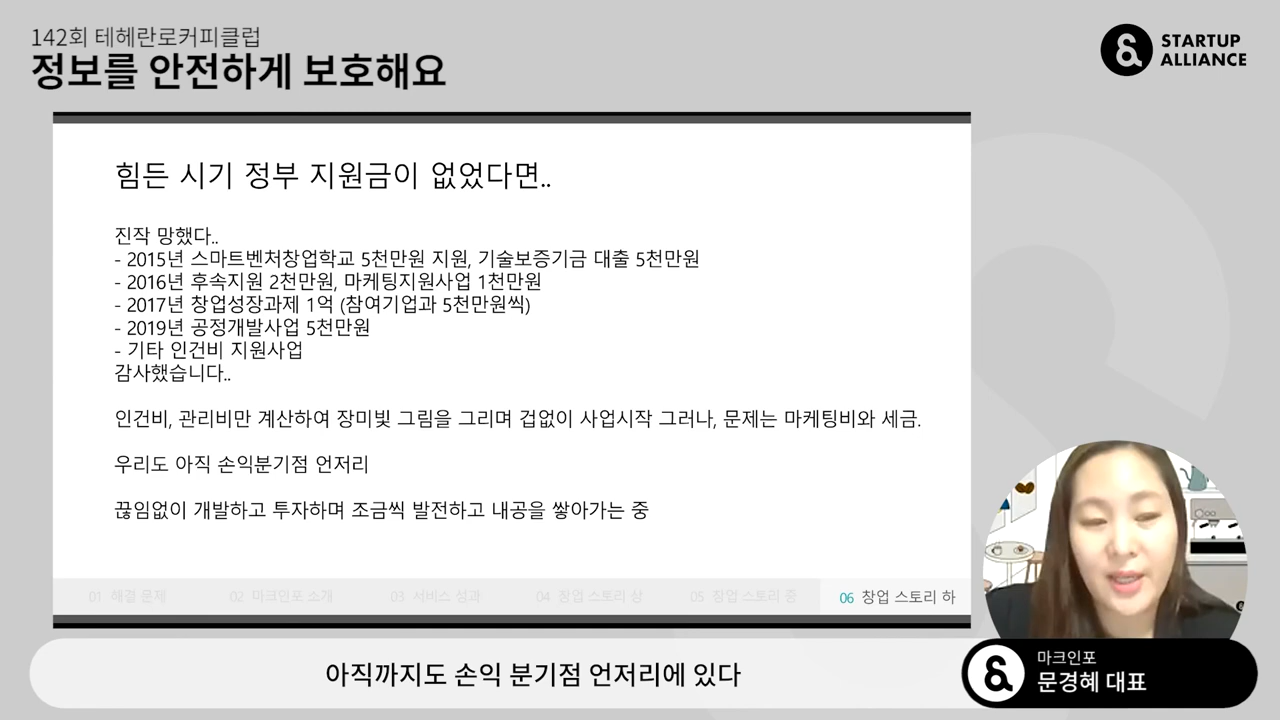 142회 테헤란로커피클럽
정보를 안전하게 보호해요
STARTUP
ALLIANCE
힘든 시기 정부 지원금이 없었다면..
진작 망했다..
- 2015년 스마트벤처창업학교 5천만원 지원, 기술보증기금 대출 5천만원
- 2016년 후속지원 2천만원, 마케팅지원사업 1천만원
- 2017년 창업성장과제 1억 (참여기업과 5천만원씩)
- 2019년 공정개발사업 5천만원
- 기타 인건비 지원사업
감사했습니다..
인건비, 관리비만 계산하여 장미빛 그림을 그리며 겁없이 사업시작 그러나, 문제는 마케팅비와 세금.
우리도 아직 손익분기점 언저리
끊임없이 개발하고 투자하며 조금씩 발전하고 내공을 쌓아가는 중
01 해결 문제 02 마크인포 소개 03 성과 04 창업 스토리 상 05 창업 스토리 중 06 창업 스토리 하
아직까지도 손익 분기점 언저리에 있다
마크인포
문경혜 대표